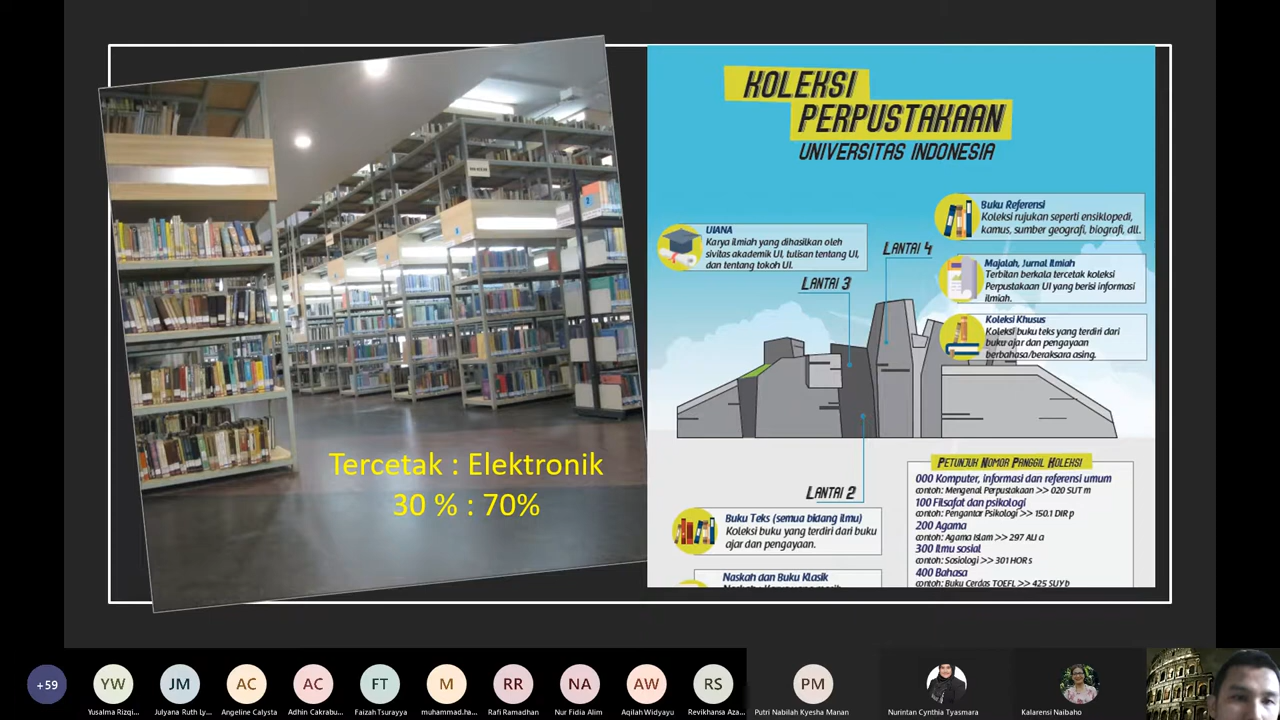 Tercetak : Elektronik
30 % : 70%
KOLEKSI
PERPUSTAKAAN
UNIVERSITAS INDONESIA
UIANA
Karya ilmiah yang dihasilkan oleh
sivitas akademik UI, tulisan tentang UI,
dan tentang tokoh UI.
LANTAI 3
LANTAI 4
Buku Referensi
Koleksi rujukan seperti ensiklopedi,
kamus, sumber geografi, biografi, dll.
Majalah, Jurnal Ilmiah
Terbitan berkala tercetak koleksi
Perpustakaan UI yang berisi informasi
ilmiah.
Koleksi Khusus
Koleksi buku teks yang terdiri dari
buku ajar dan pengayaan
berbahasa/beraksara asing.
LANTAI 2
Buku Teks (semua bidang ilmu)
Koleksi buku yang terdiri dari buku
ajar dan pengayaan.
Naskah dan Buku Klasik
PETUNJUK NOMOR PANGGIL KOLEKSI
000 Komputer, informasi dan referensi umum
contoh: Mengenal Perpustakaan >> 020 SUT m
100 Filsafat dan psikologi
contoh: Pengantar Psikologi >> 150.1 DIR p
200 Agama
contoh: Agama Islam >> 297 ALI a
300 Ilmu sosial
contoh: Sosiologi >> 301 HOR s
400 Bahasa
contoh: Buku Cerdas TOEFL >> 425 SUY b
+59
YW
JM
AC
AC
FT
M
RR
NA
AW
RS
PM
Yusalma Rizqi...
Julyana Ruth Ly...
Angeline Calysta
Adhin Cakrabu...
Faizah Tsurayya
muhammad.ha...
Rafi Ramadhan
Nur Fidia Alim
Aqilah Widyayu
Revikhansa Aza...
Putri Nabilah Kyesha Manan
Nurintan Cynthia Tyasmara
Kalarensi Naibaho